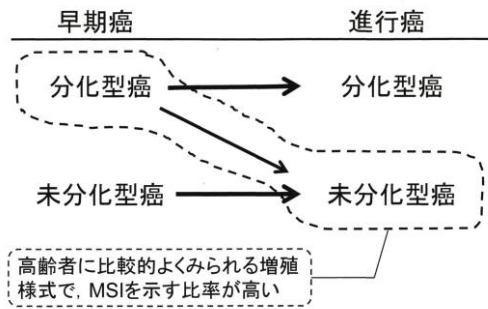 早期癌 進行癌
分化型癌 分化型癌
未分化型癌 未分化型癌
高齢者に比較的よくみられる増殖
様式で，MSIを示す比率が高い